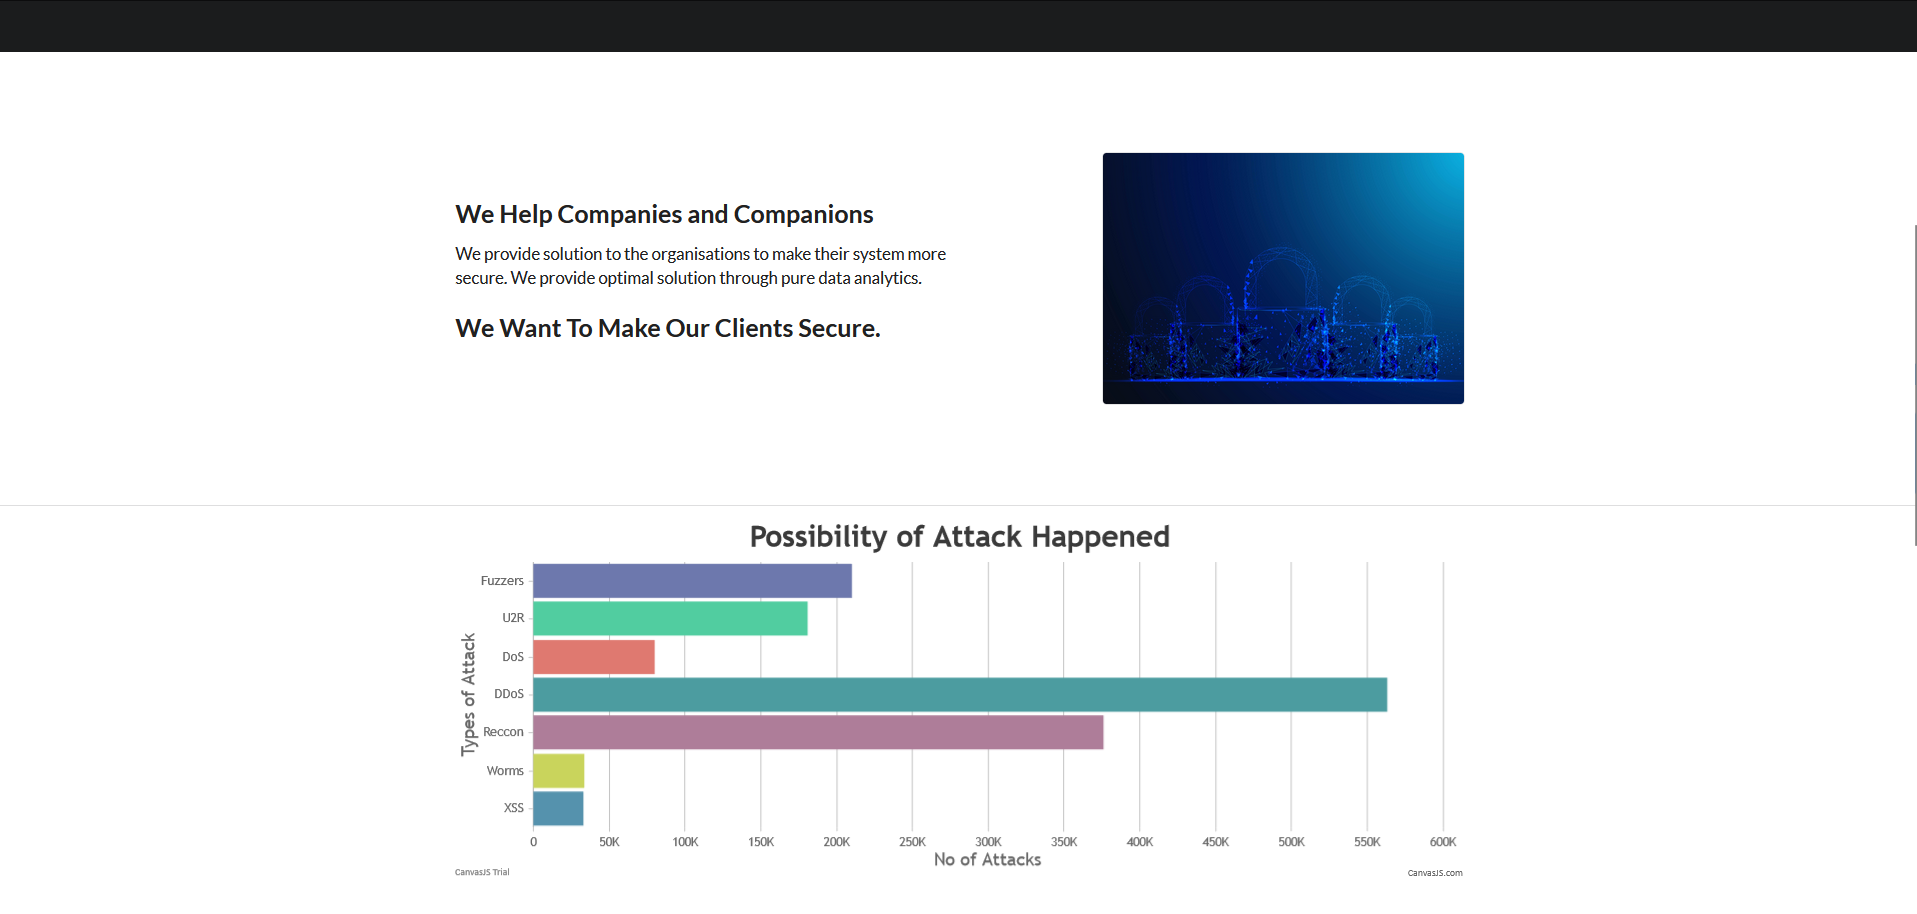 We Help Companies and Companions
We provide solution to the organisations to make their system more
secure. We provide optimal solution through pure data analytics.
We Want To Make Our Clients Secure.
Possibility of Attack Happened
Types of Attack
Fuzzers
U2R
DoS
DDoS
Reccon
Worms
XSS
0 50K 100K 150K 200K 250K 300K 350K 400K 450K 500K 550K 600K
No of Attacks
CanvasJS Trial
CanvasJS.com